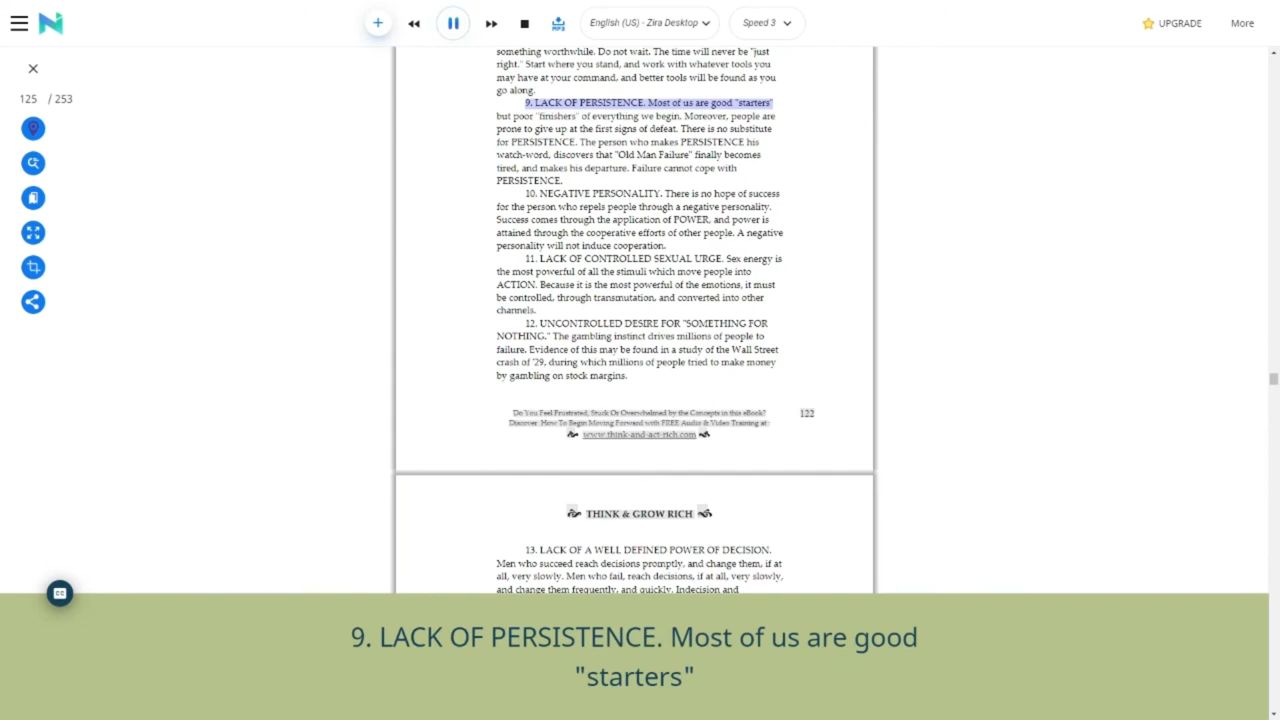 English (US) - Zira Desktop
Speed 3
UPGRADE
More
125 / 253
something worthwhile. Do not wait. The time will never be "just
right." Start where you stand, and work with whatever tools you
may have at your command, and better tools will be found as you
go along.
9. LACK OF PERSISTENCE. Most of us are good "starters"
but poor "finishers" of everything we begin. Moreover, people are
prone to give up at the first signs of defeat. There is no substitute
for PERSISTENCE. The person who makes PERSISTENCE his
watch-word, discovers that "Old Man Failure" finally becomes
tired, and makes his departure. Failure cannot cope with
PERSISTENCE.
10. NEGATIVE PERSONALITY. There is no hope of success
for the person who repels people through a negative personality.
Success comes through the application of POWER, and power is
attained through the cooperative efforts of other people. A negative
personality will not induce cooperation.
11. LACK OF CONTROLLED SEXUAL URGE. Sex energy is
the most powerful of all the stimuli which move people into
ACTION. Because it is the most powerful of the emotions, it must
be controlled, through transmutation, and converted into other
channels.
12. UNCONTROLLED DESIRE FOR "SOMETHING FOR
NOTHING." The gambling instinct drives millions of people to
failure. Evidence of this may be found in a study of the Wall Street
crash of '29, during which millions of people tried to make money
by gambling on stock margins.
Do You Feel Frustrated, Stuck Or Overwhelmed by the Concepts in this eBook?
122
Discover How To Begin Moving Forward with FREE Audio & Video Training at:
www.think-and-act-rich.com
THINK & GROW RICH
13. LACK OF A WELL DEFINED POWER OF DECISION.
Men who succeed reach decisions promptly, and change them, if at
all, very slowly. Men who fail, reach decisions, if at all, very slowly,
and change them frequently, and quickly. Indecision and
CC
9. LACK OF PERSISTENCE. Most of us are good
"starters"